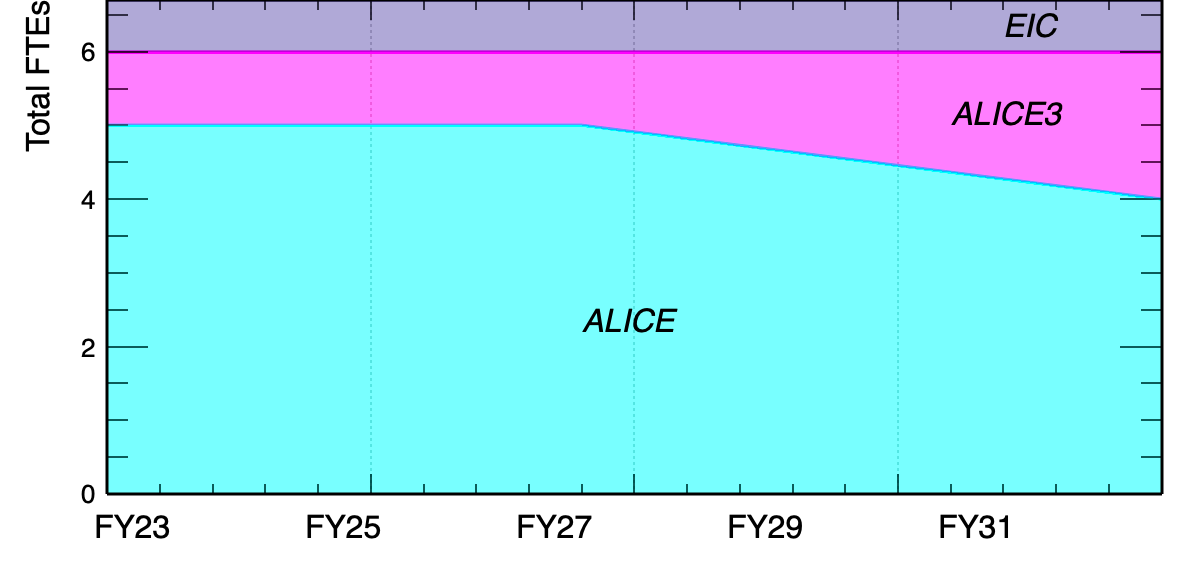 Total FTEs
EIC
6
ALICE3
4
ALICE
2
0
FY23 FY25 FY27 FY29 FY31